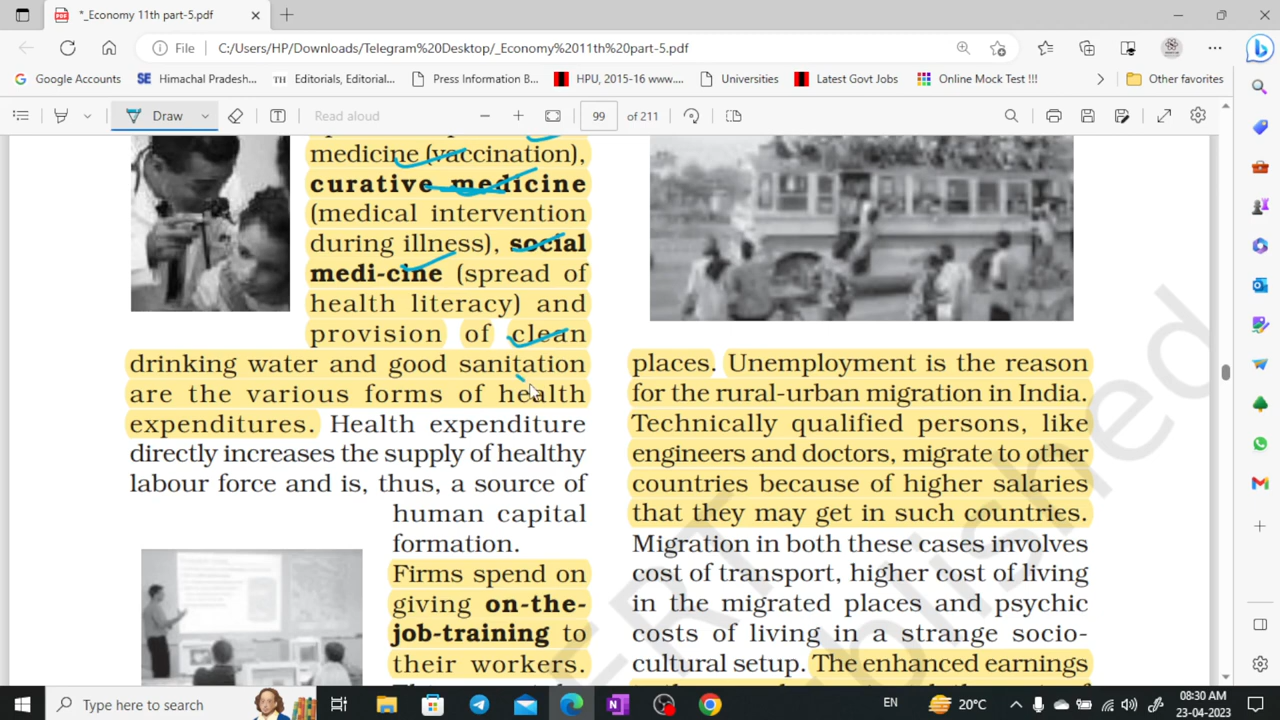 *_Economy 11th part-5.pdf
File
C:/Users/HP/Downloads/Telegram%20Desktop/_Economy%2011th%20part-5.pdf
Google Accounts
SE Himachal Pradesh...
TH Editorials, Editorial...
Press Information B...
HPU, 2015-16 www....
Universities
Latest Govt Jobs
Online Mock Test !!!
Other favorites
Draw
Read aloud
99 of 211
medicine (vaccination),
curative medicine
(medical intervention
during illness), social
medi-cine (spread of
health literacy) and
provision of clean
drinking water and good sanitation
are the various forms of health
expenditures. Health expenditure
directly increases the supply of healthy
labour force and is, thus, a source of
human capital
formation.
Firms spend on
giving on-the-
job-training to
their workers.
places. Unemployment is the reason
for the rural-urban migration in India.
Technically qualified persons, like
engineers and doctors, migrate to other
countries because of higher salaries
that they may get in such countries.
Migration in both these cases involves
cost of transport, higher cost of living
in the migrated places and psychic
costs of living in a strange socio-
cultural setup. The enhanced earnings
Type here to search
20°C
EN
08:30 AM
23-04-2023